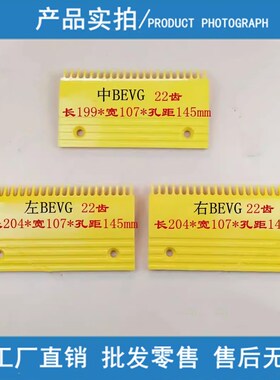 产品实拍/PRODUCT PHOTOGRAPH
中BEVG 22齿
长199*宽107*孔距145mm
左BEVG 22齿
长204*宽107*孔距145mm
右BEVG 22齿
长204*宽107*孔距145mm
工厂直销 批发零售 售后无